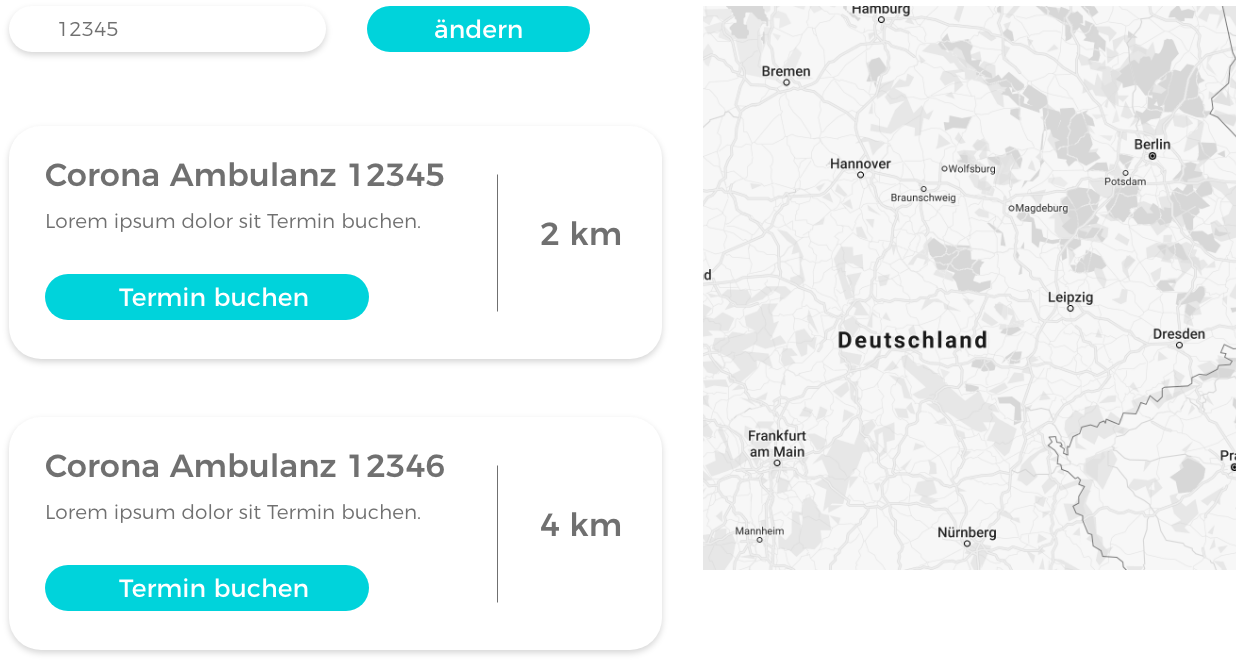 12345
ändern
Corona Ambulanz 12345
Lorem ipsum dolor sit Termin buchen.
2 km
Termin buchen
Corona Ambulanz 12346
Lorem ipsum dolor sit Termin buchen.
4 km
Termin buchen
Hamburg
Bremen
Berlin
Hannover
Wolfsburg
Potsdam
Braunschweig
Magdeburg
d
Leipzig
Dresden
Deutschland
Frankfurt
am Main
Pra
Mannheim
Nürnberg